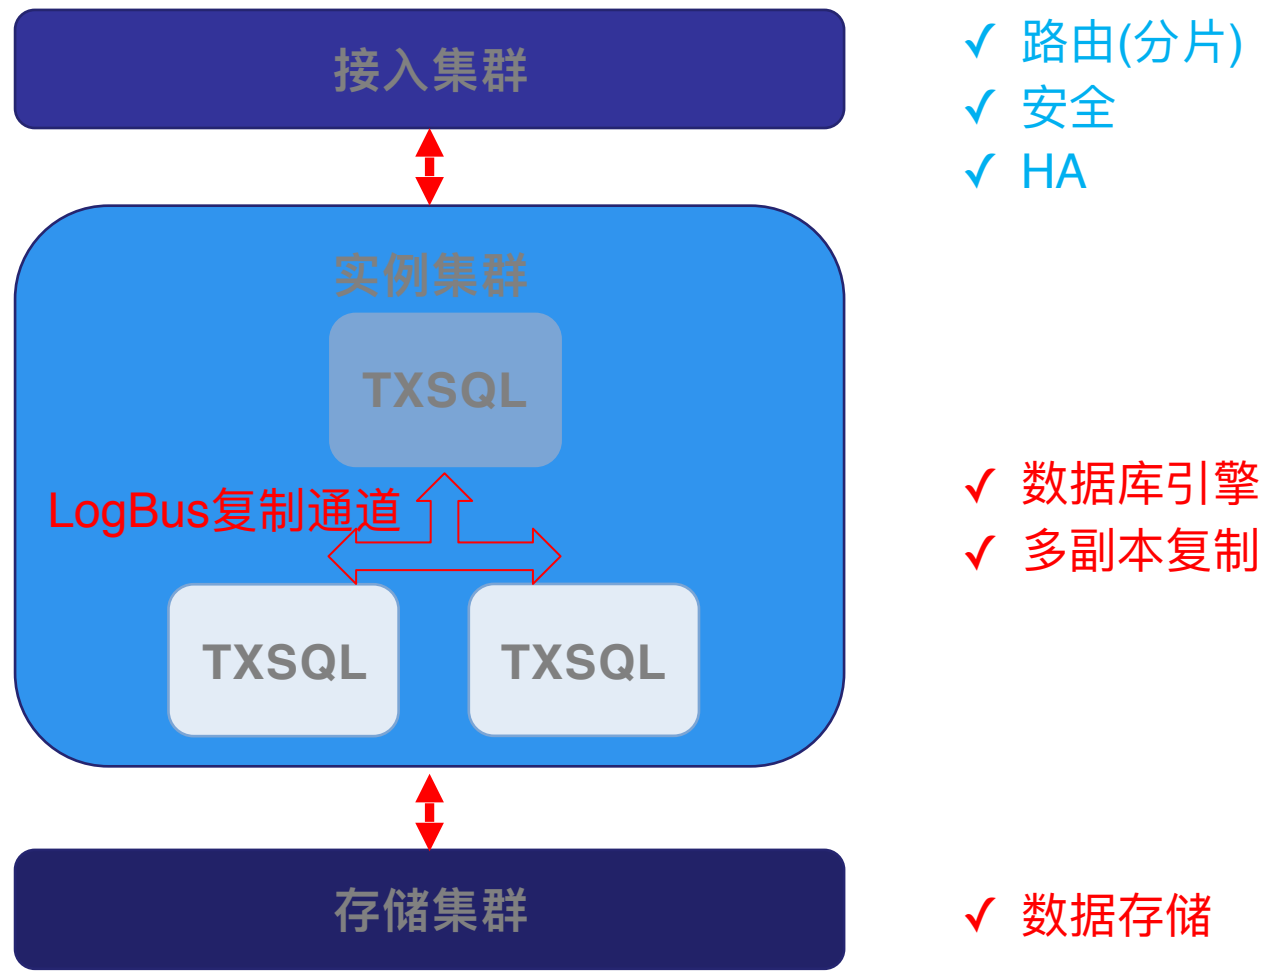 接入集群
路由(分片)
安全
HA
实例集群
TXSQL
LogBus复制通道
数据库引擎
多副本复制
TXSQL
TXSQL
存储集群
数据存储